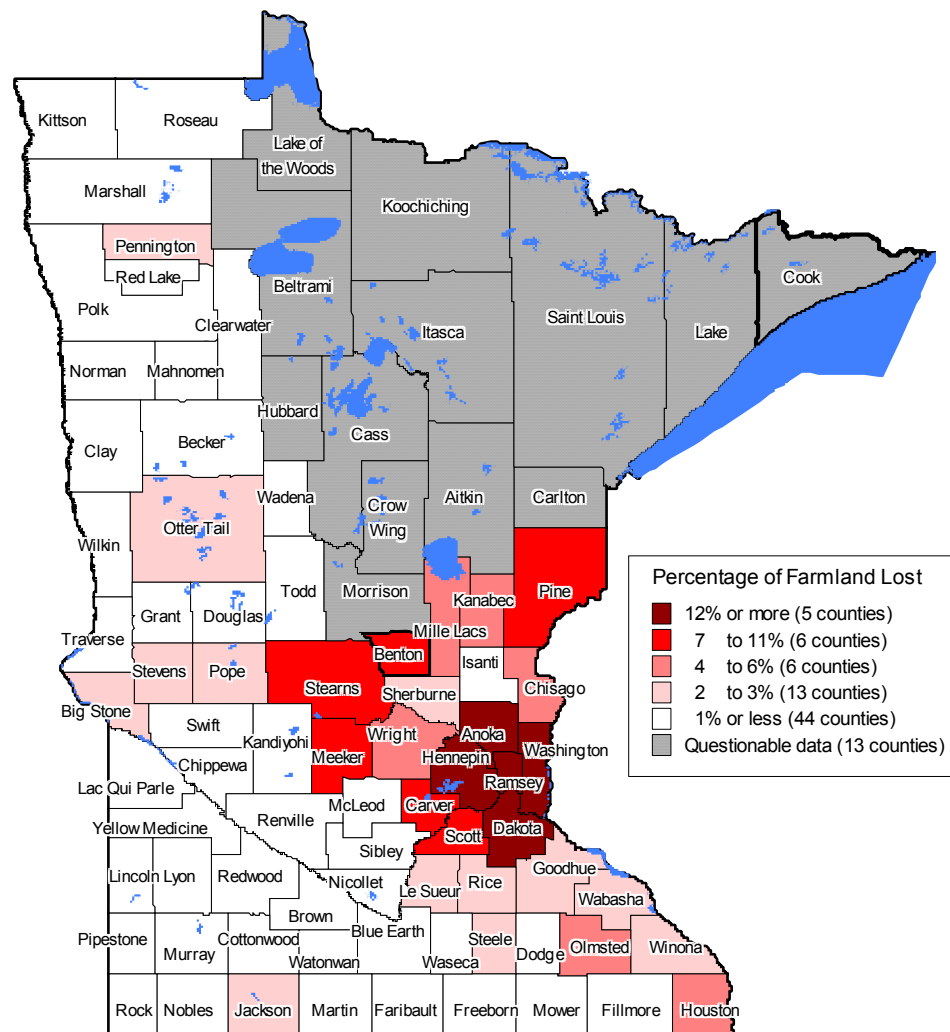 Kittson
Roseau
Lake of
the Woods
Marshall
Koochiching
Pennington
Red Lake
Cook
Beltrami
Polk
Clearwater
Itasca
Saint Louis
Lake
Norman
Mahnomen
Hubbard
Cass
Becker
Clay
Wadena
Crow
Wing
Aitkin
Carlton
Otter Tail
Wilkin
Todd
Morrison
Kanabec
Pine
Grant
Douglas
Mille Lacs
Traverse
Benton
Isanti
Stevens
Pope
Stearns
Sherburne
Chisago
Big Stone
Swift
Kandiyohi
Wright
Anoka
Washington
Meeker
Hennepin
Chippewa
Ramsey
Lac Qui Parle
McLeod
Carver
Renville
Yellow Medicine
Scott
Dakota
Sibley
Lincoln
Lyon
Redwood
Nicollet
Le Sueur
Rice
Goodhue
Wabasha
Brown
Blue Earth
Pipestone
Murray
Cottonwood
Watonwan
Waseca
Steele
Dodge
Olmsted
Winona
Rock
Nobles
Jackson
Martin
Faribault
Freeborn
Mower
Fillmore
Houston
Percentage of Farmland Lost
12% or more (5 counties)
7 to 11% (6 counties)
4 to 6% (6 counties)
2 to 3% (13 counties)
1% or less (44 counties)
Questionable data (13 counties)